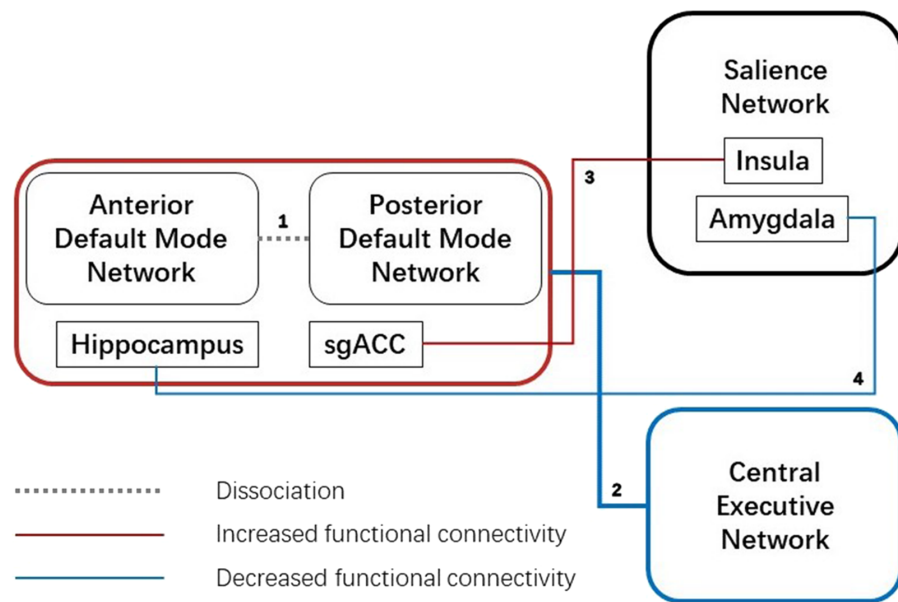 Salience
Network
Insula
Amygdala
3
Anterior
Default Mode
Network
1
Posterior
Default Mode
Network
Hippocampus
sgACC
4
2
Central
Executive
Network
Dissociation
Increased functional connectivity
Decreased functional connectivity